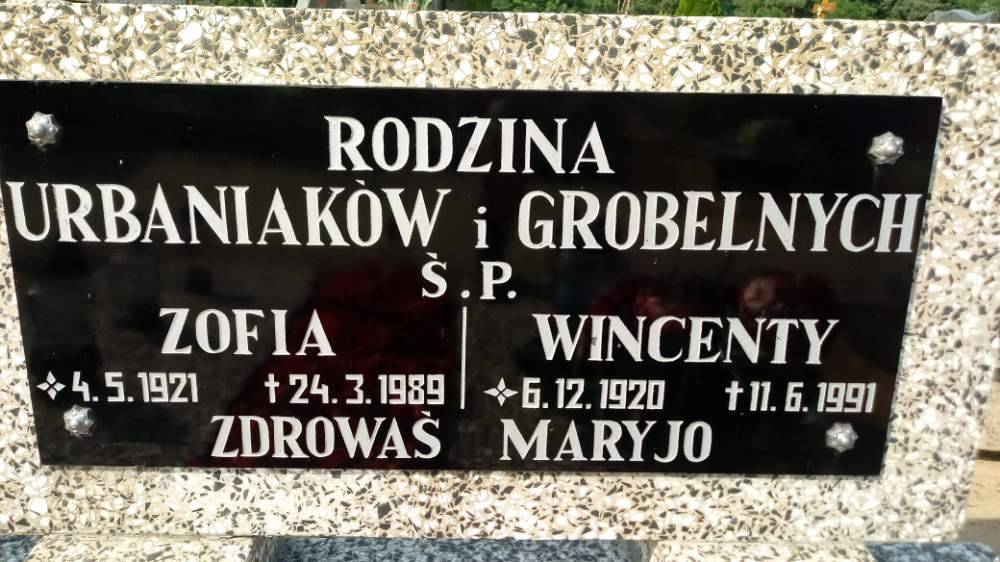 RODZINA
URBANIAKÒW i GROBELNYCH
Ṡ.P.
ZOFIA WINCENTY
4.5.1921 †24.3.1989 6.12.1920 †11.6.1991
ZDROWAŚ MARYJO